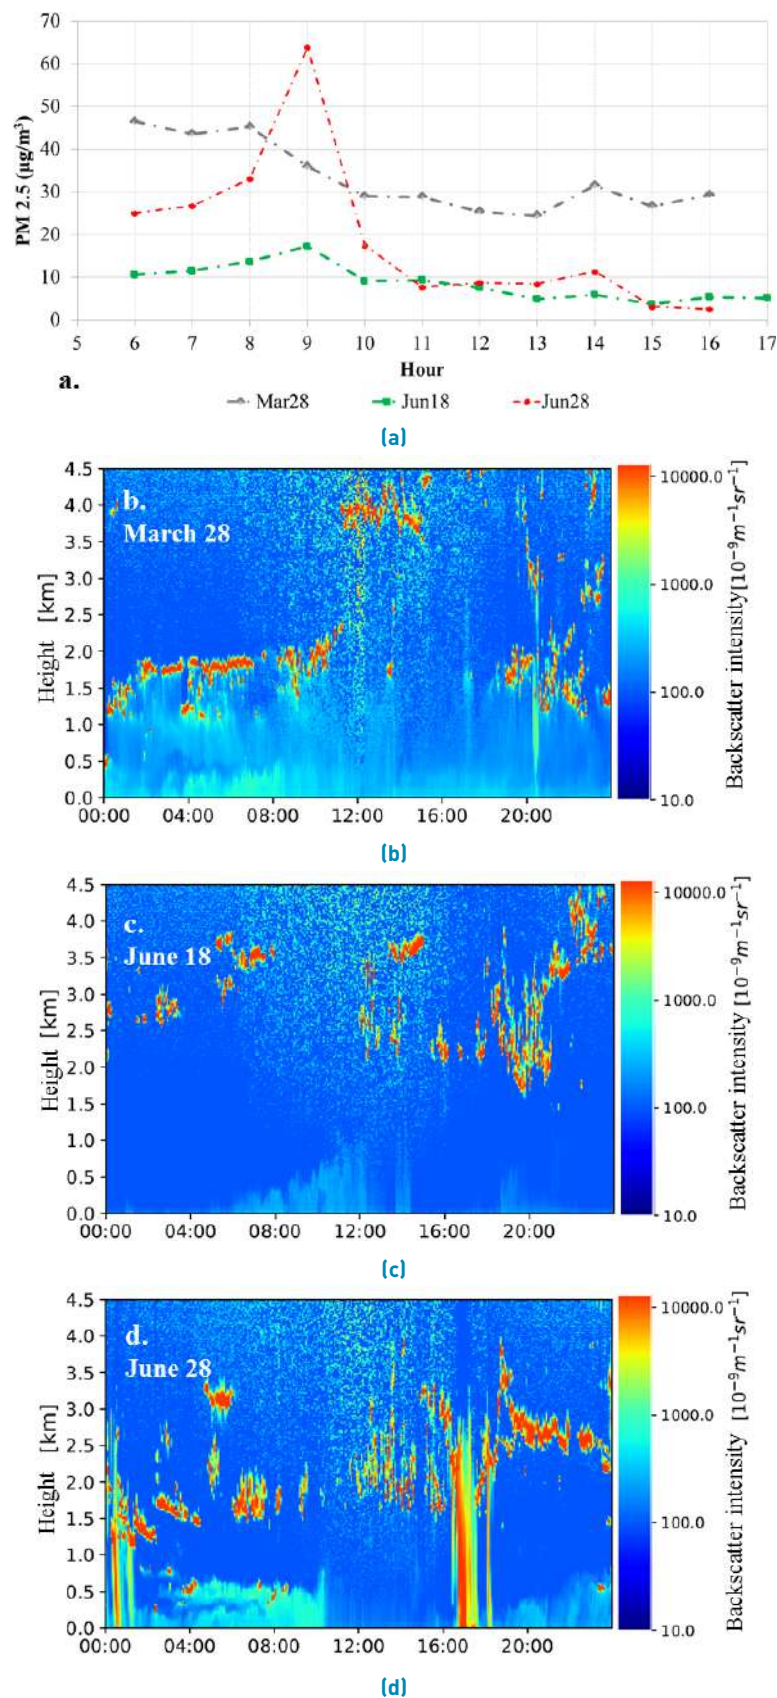 70
60
50
40
30
20
10
0
PM 2.5 (µg/m³)
5 6 7 8 9 10 11 12 13 14 15 16 17
Hour
a.
Mar28 Jun18 Jun28
(a)
4.5
4.0
3.5
3.0
2.5
2.0
1.5
1.0
0.5
0.0
Height [km]
b.
March 28
00:00 04:00 08:00 12:00 16:00 20:00
10000.0
1000.0
100.0
10.0
Backscatter intensity[10⁻⁹m⁻¹sr⁻¹]
(b)
4.5
4.0
3.5
3.0
2.5
2.0
1.5
1.0
0.5
0.0
Height [km]
c.
June 18
00:00 04:00 08:00 12:00 16:00 20:00
10000.0
1000.0
100.0
10.0
Backscatter intensity [10⁻⁹m⁻¹sr⁻¹]
(c)
4.5
4.0
3.5
3.0
2.5
2.0
1.5
1.0
0.5
0.0
Height [km]
d.
June 28
00:00 04:00 08:00 12:00 16:00 20:00
10000.0
1000.0
100.0
10.0
Backscatter intensity [10⁻⁹m⁻¹sr⁻¹]
(d)